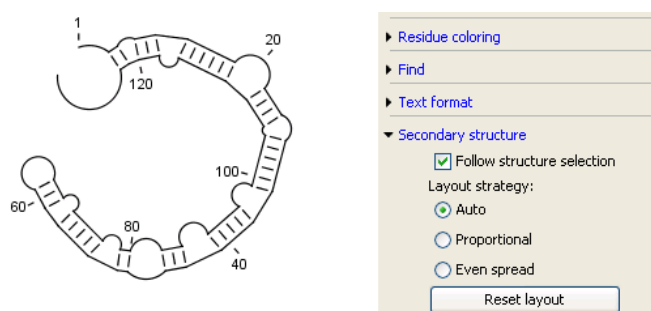 1
20
120
100
60
80
40
Residue coloring
Find
Text format
Secondary structure
Follow structure selection
Layout strategy:
Auto
Proportional
Even spread
Reset layout